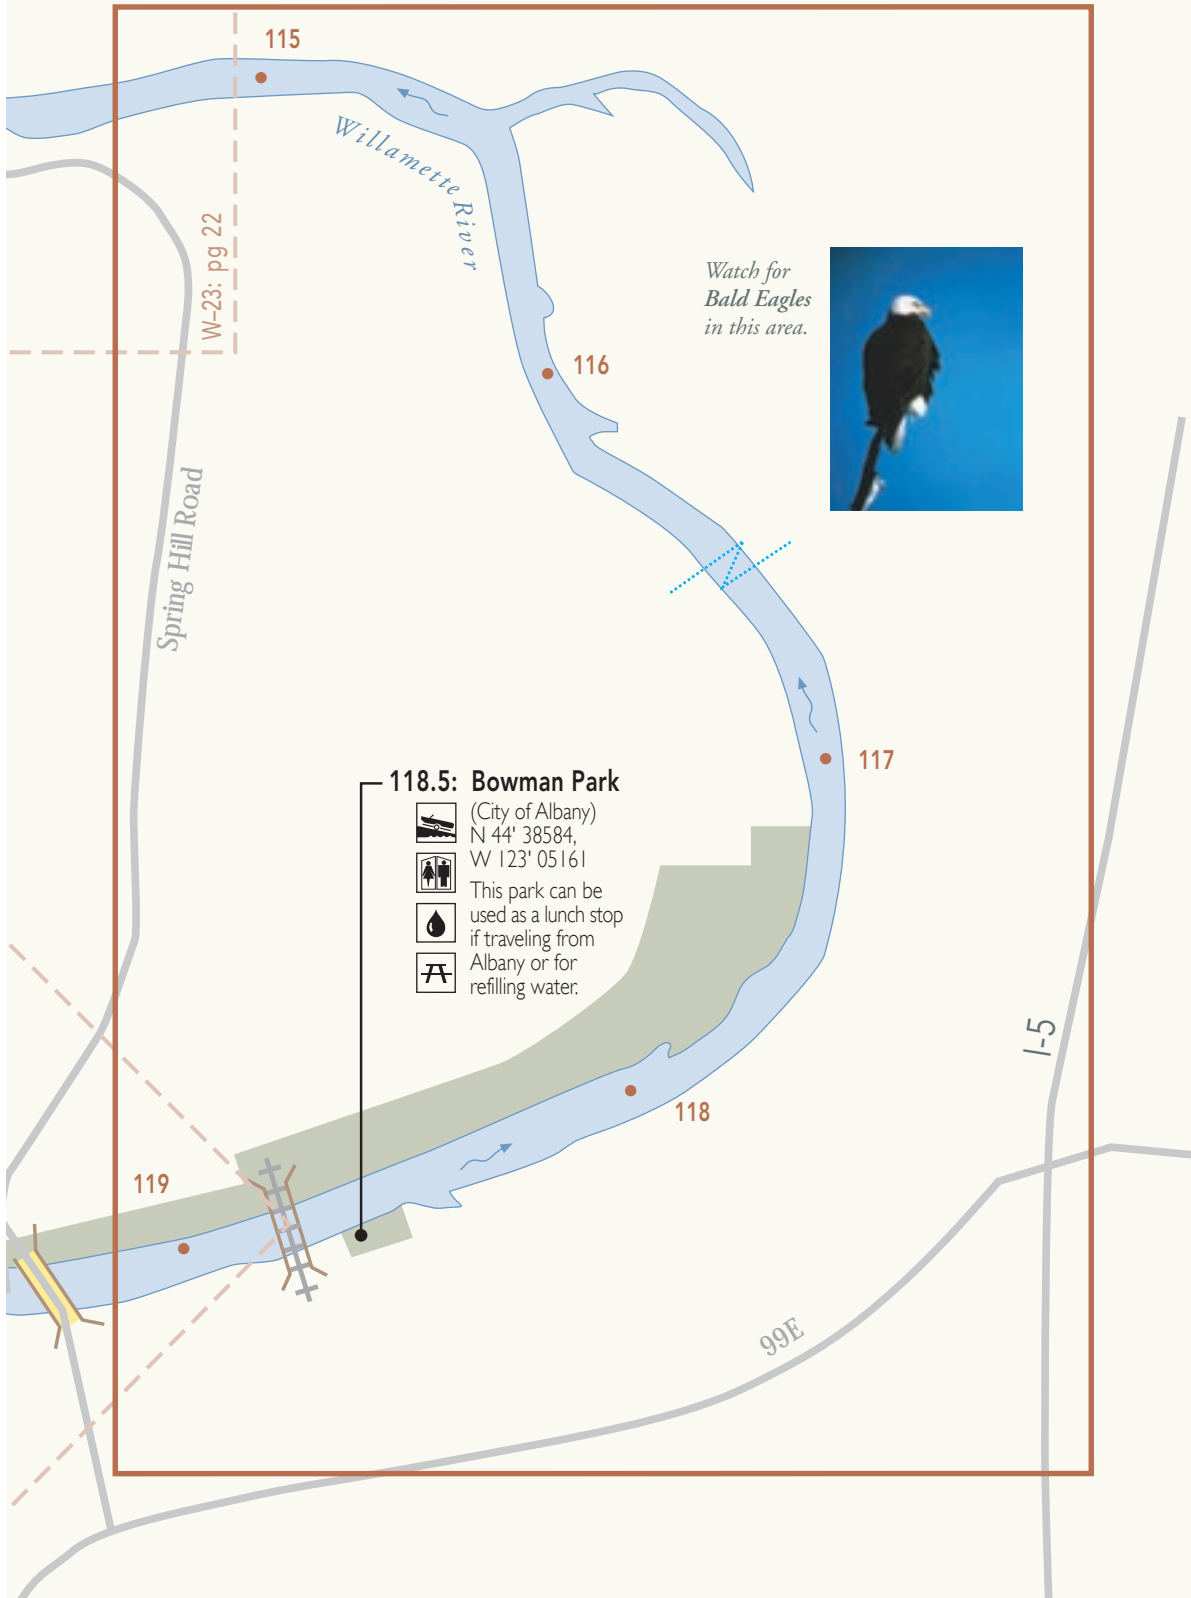 115
Willamette River
W-23: pg 22
Watch for
Bald Eagles
in this area.
116
Spring Hill Road
117
118.5: Bowman Park
(City of Albany)
N 44' 38584,
W 123' 05161
This park can be
used as a lunch stop
if traveling from
Albany or for
refilling water.
I-5
118
119
99E